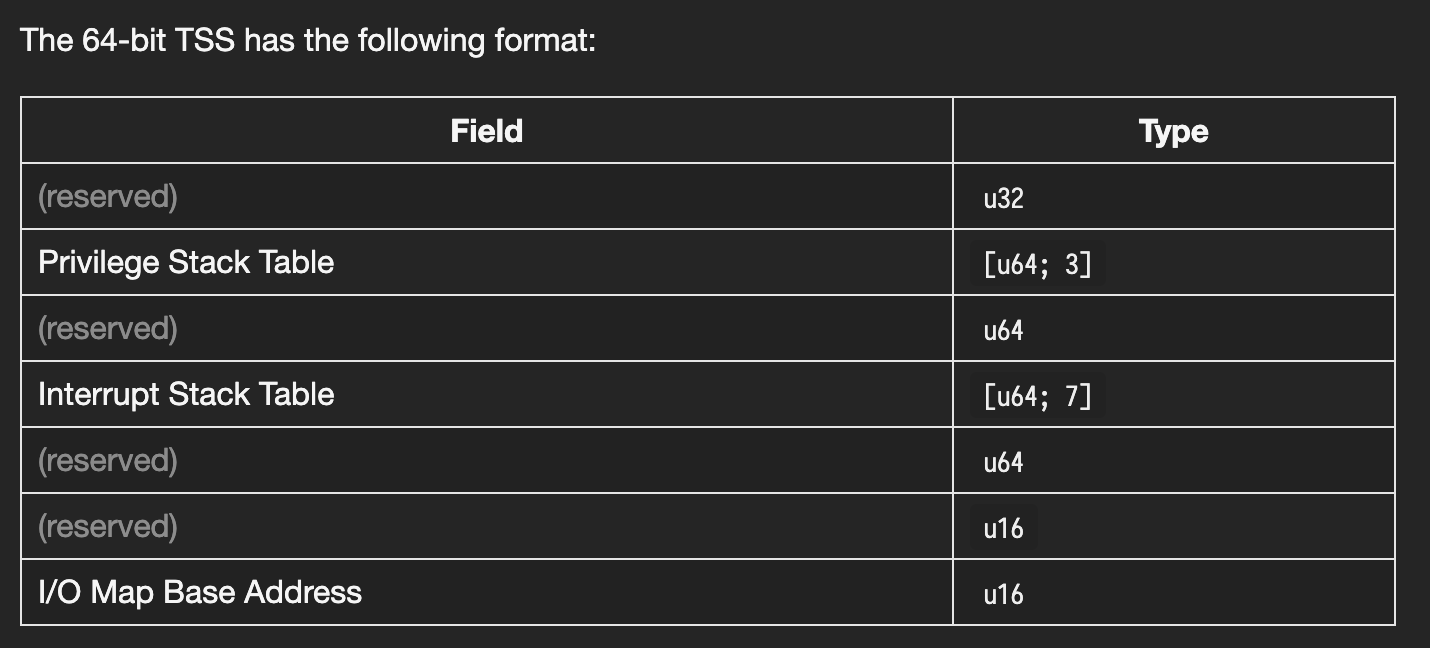 The 64-bit TSS has the following format:
Field Type
(reserved) u32
Privilege Stack Table [u64; 3]
(reserved) u64
Interrupt Stack Table [u64; 7]
(reserved) u64
(reserved) u16
I/O Map Base Address u16